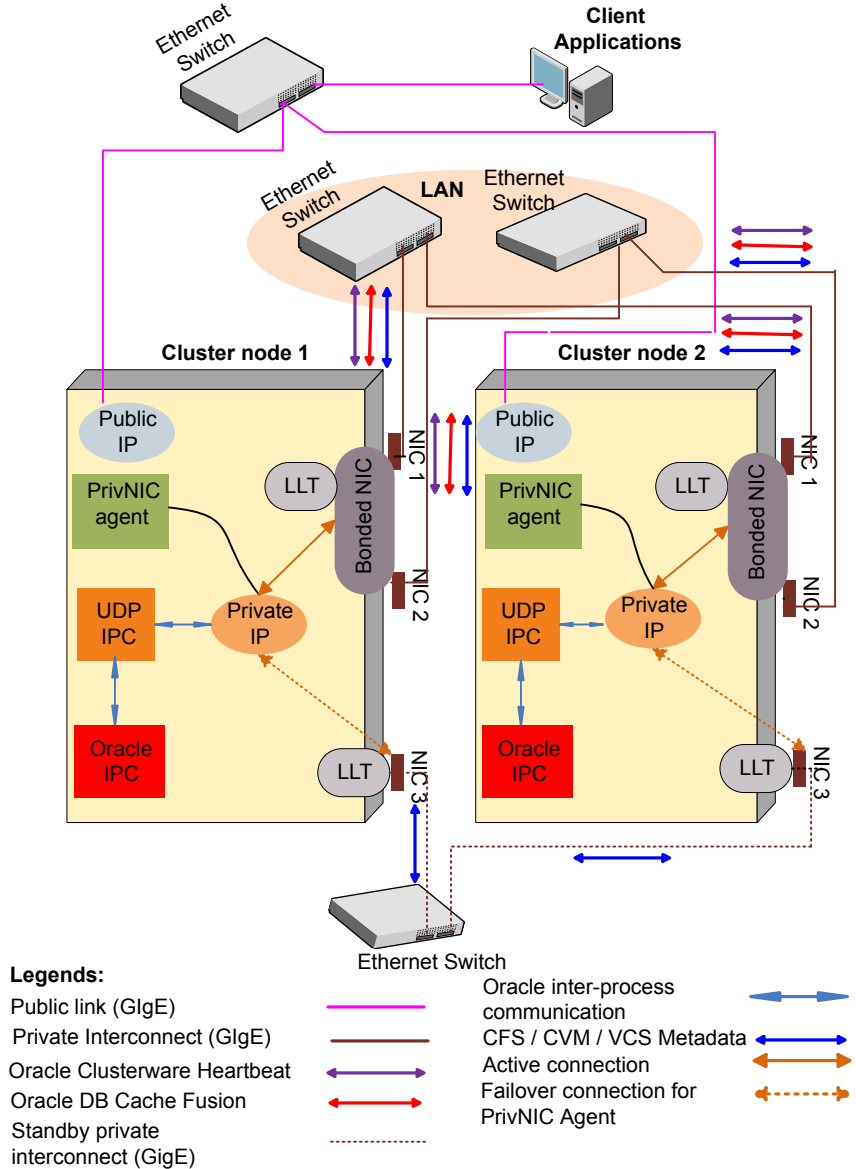 Ethernet
Switch
Client
Applications
Ethernet
Switch
LAN
Ethernet
Switch
Cluster node 1
Cluster node 2
Public
IP
PrivNIC
agent
LLT
Bonded NIC
NIC 1
NIC 2
UDP
IPC
Private
IP
Oracle
IPC
LLT
NIC 3
Public
IP
PrivNIC
agent
LLT
Bonded NIC
NIC 1
NIC 2
UDP
IPC
Private
IP
Oracle
IPC
LLT
NIC 3
Ethernet Switch
Legends:
Public link (GIgE)
Private Interconnect (GIgE)
Oracle Clusterware Heartbeat
Oracle DB Cache Fusion
Standby private
interconnect (GigE)
Oracle inter-process
communication
CFS / CVM / VCS Metadata
Active connection
Failover connection for
PrivNIC Agent